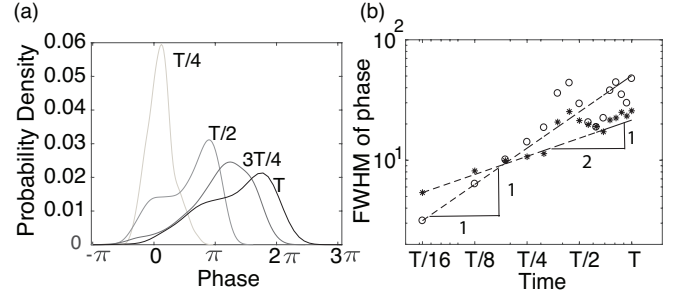 (a)
0.06
0.05
0.04
0.03
0.02
0.01
0
Probability Density
T/4
T/2
3T/4
T
-π 0 π 2π 3π
Phase
(b)
10²
10¹
FWHM of phase
1
1
2
1
T/16 T/8 T/4 T/2 T
Time